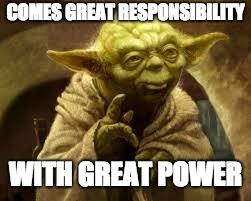 COMES GREAT RESPONSIBILITY
WITH GREAT POWER